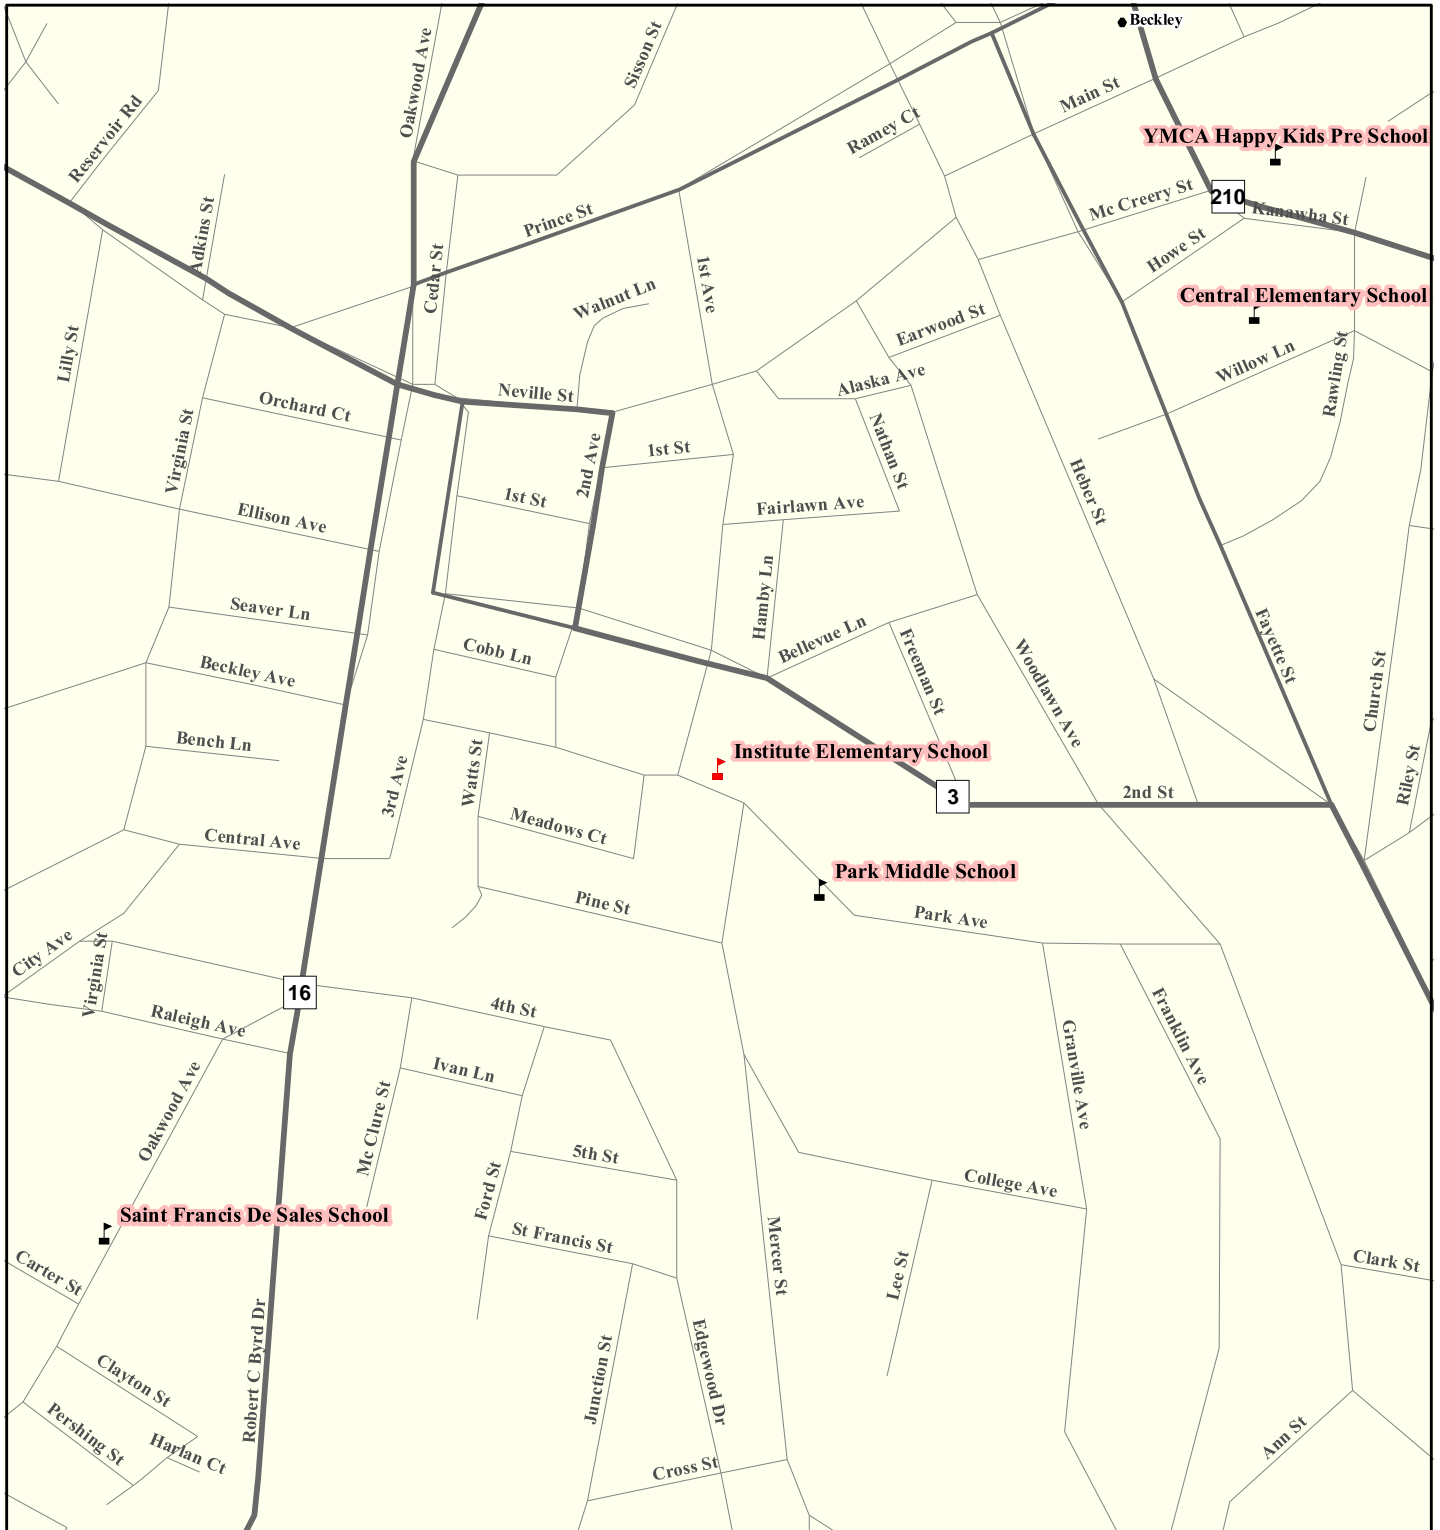 Beckley
Oakwood Ave
Sisson St
Main St
Reservoir Rd
Ramey Ct
YMCA Happy Kids Pre School
210
Mc Creery St
Kanawha St
Adkins St
Prince St
Howe St
Cedar St
1st Ave
Walnut Ln
Central Elementary School
Earwood St
Lilly St
Willow Ln
Rawling St
Alaska Ave
Neville St
Orchard Ct
Virginia St
2nd Ave
1st St
Nathan St
Heber St
1st St
Fairlawn Ave
Ellison Ave
Hamby Ln
Seaver Ln
Bellevue Ln
Freeman St
Woodlawn Ave
Fayette St
Cobb Ln
Beckley Ave
Church St
Bench Ln
Institute Elementary School
Watts St
3rd Ave
Riley St
3
2nd St
Meadows Ct
Central Ave
Park Middle School
Pine St
Park Ave
City Ave
Virginia St
16
4th St
Raleigh Ave
Franklin Ave
Granville Ave
Ivan Ln
Oakwood Ave
Mc Clure St
5th St
Ford St
College Ave
Saint Francis De Sales School
St Francis St
Mercer St
Lee St
Clark St
Carter St
Robert C Byrd Dr
Edgewood Dr
Junction St
Clayton St
Pershing St
Harlan Ct
Ann St
Cross St